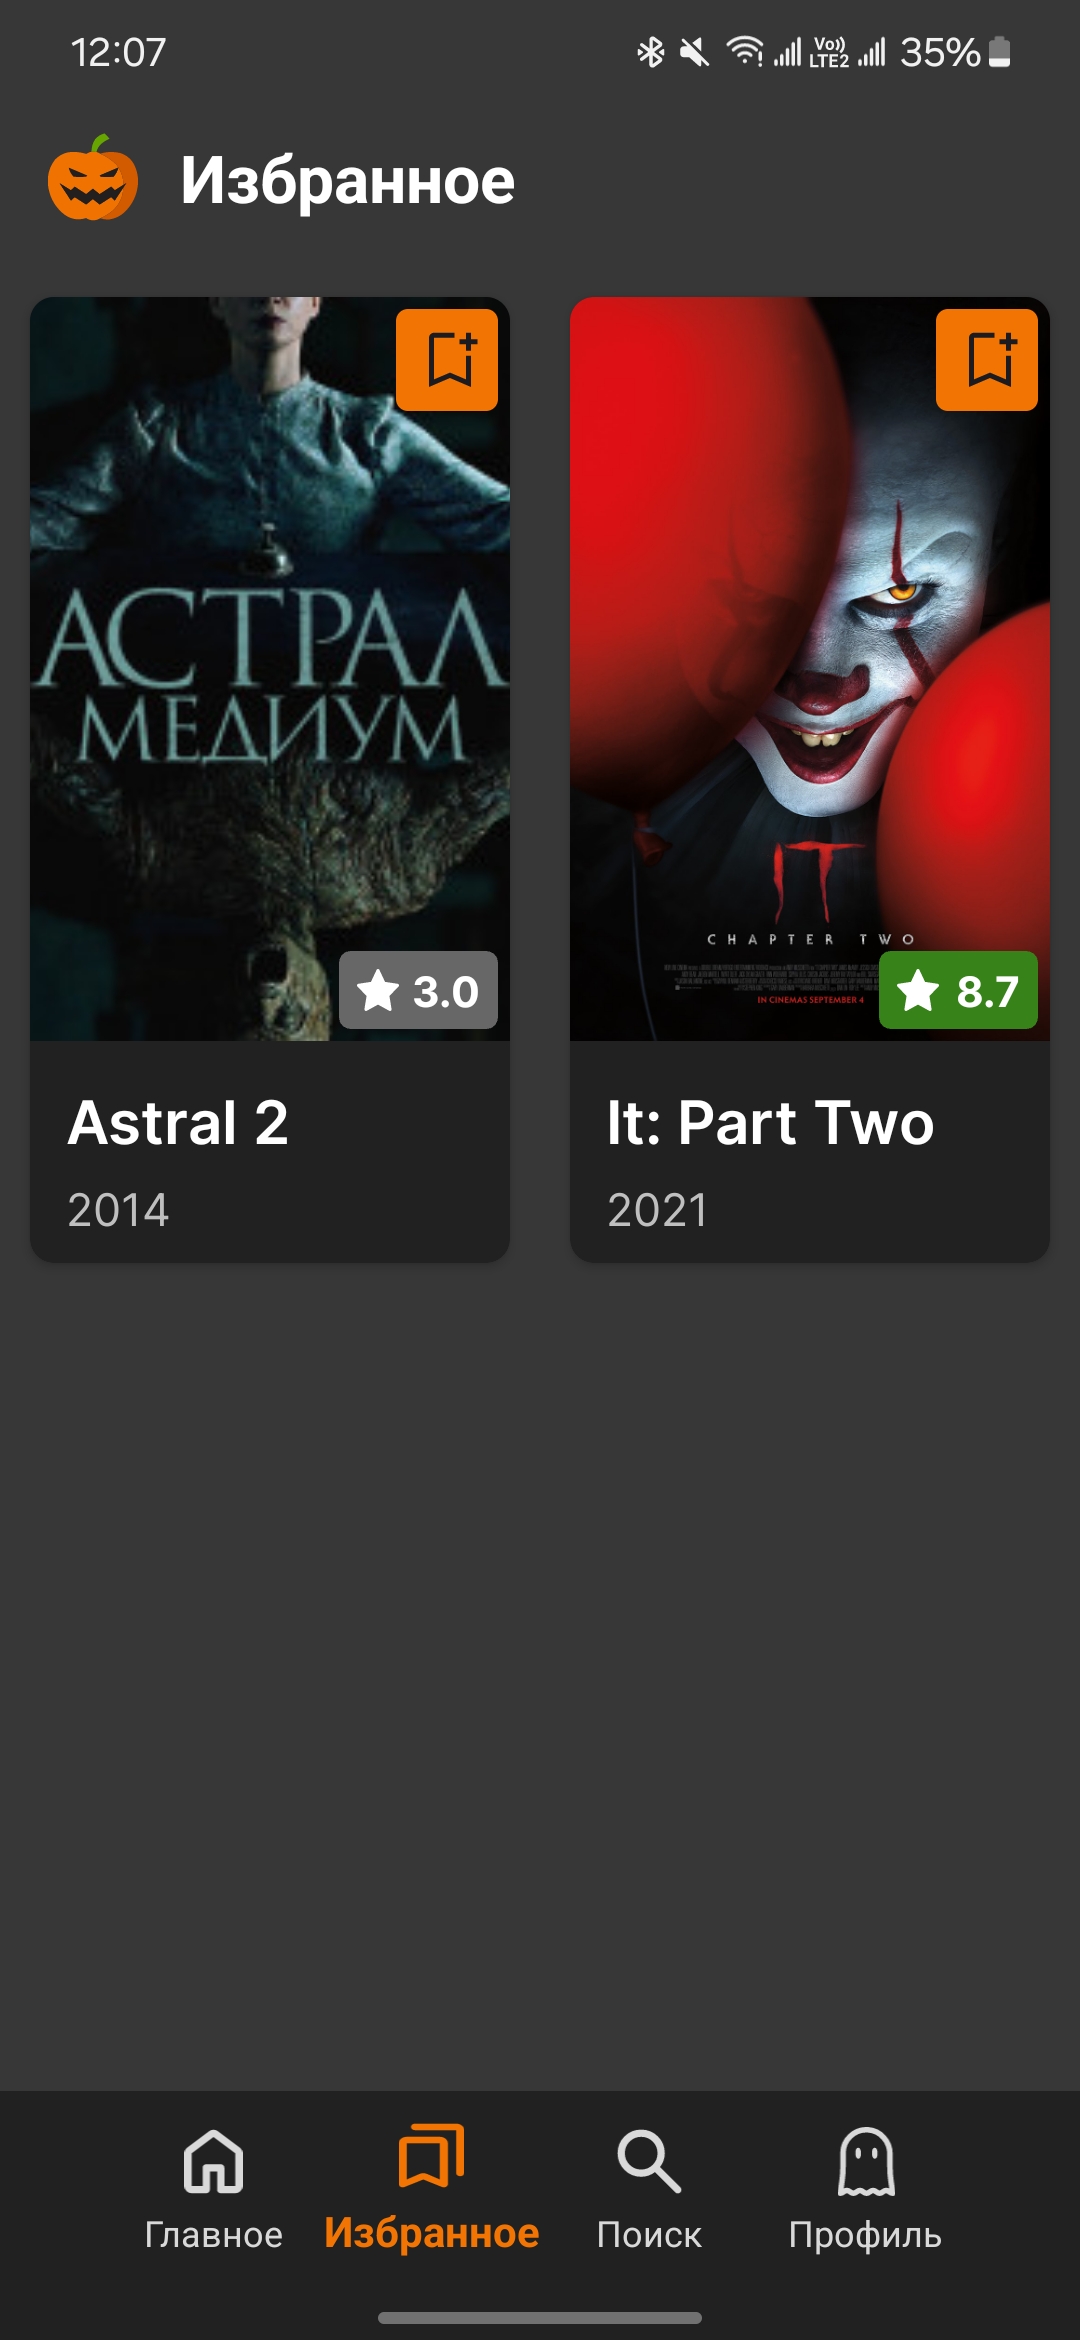 12:07
Vo))
LTE2
35%
Избранное
АСТРАЛ
МЕДИУМ
3.0
IT
CHAPTER TWO
IN CINEMAS SEPTEMBER 4
8.7
Astral 2
2014
It: Part Two
2021
Главное
Избранное
Поиск
Профиль